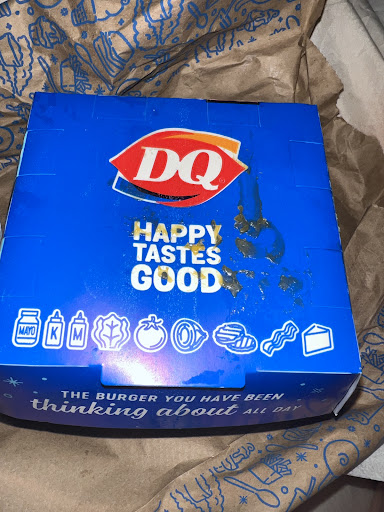 DQ
HAPPY
TASTES
GOOD
MAYO K M
THE BURGER YOU HAVE BEEN
thinking about ALL DAY